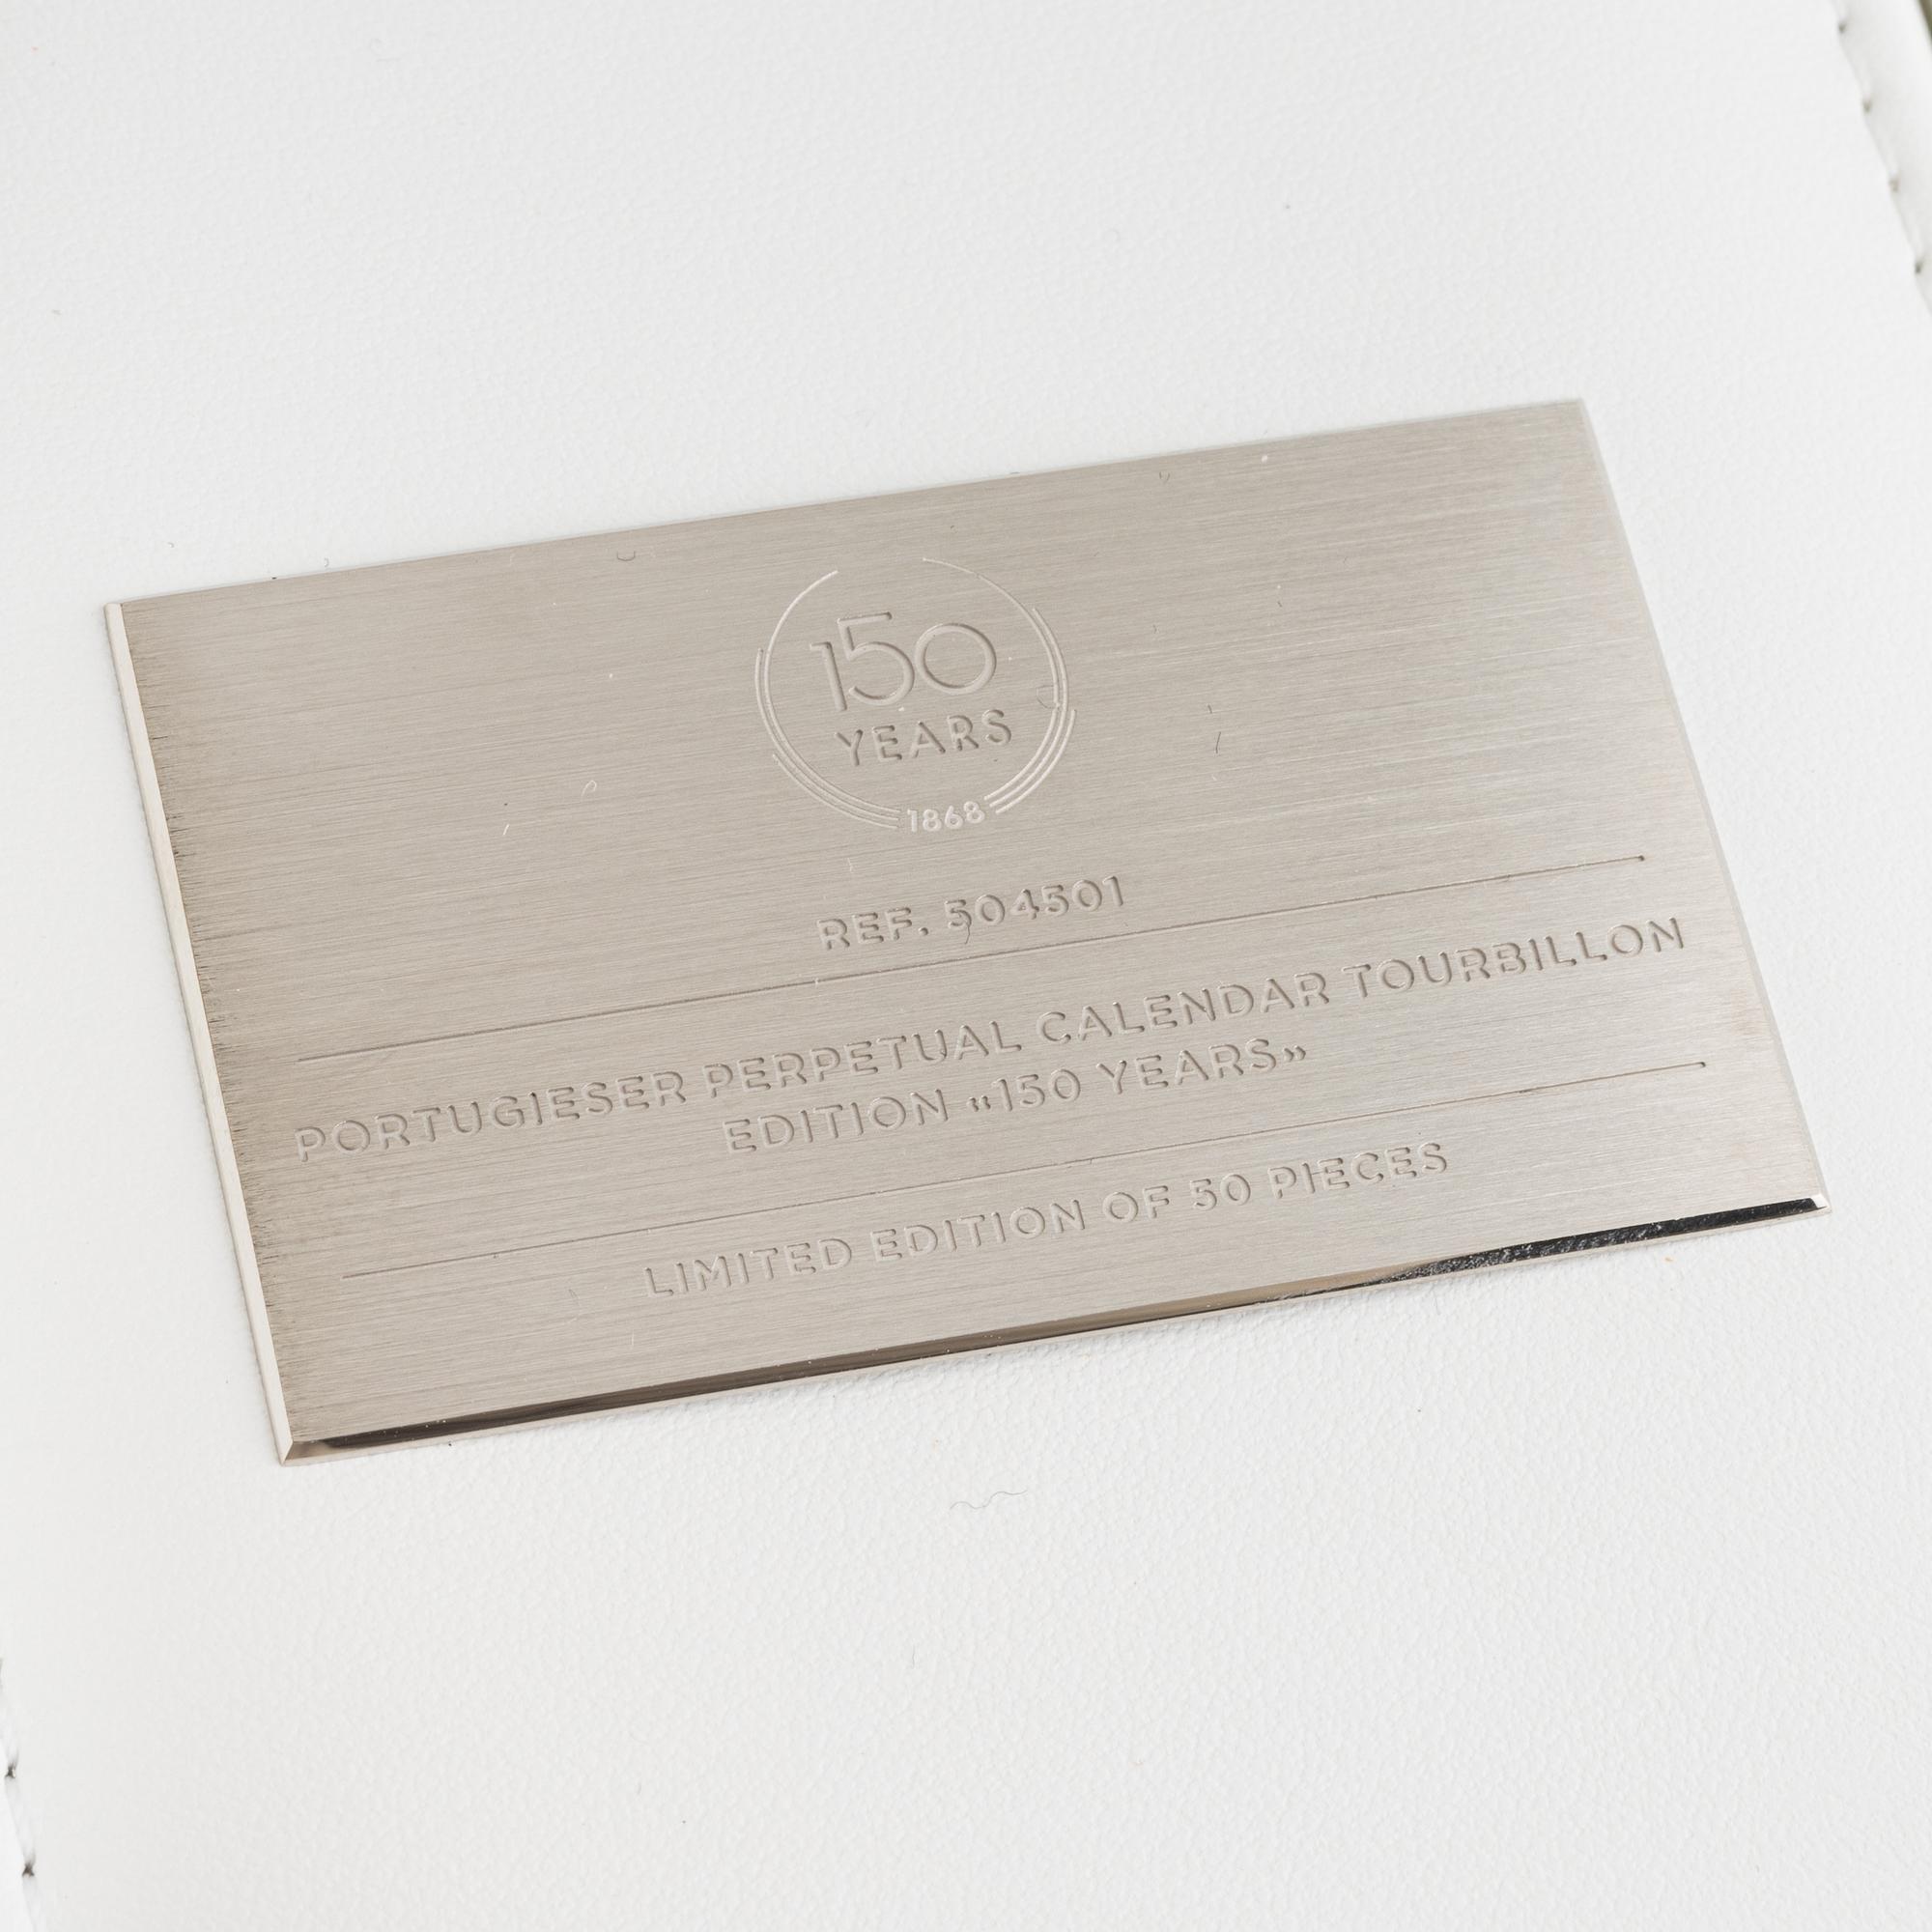 150
YEARS
1868
REF. 504501
PORTUGIESER PERPETUAL CALENDAR TOURBILLON
EDITION «150 YEARS»
LIMITED EDITION OF 50 PIECES